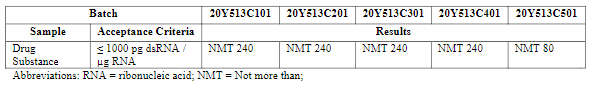 Batch 20Y513C101 20Y513C201 20Y513C301 20Y513C401 20Y513C501
Sample Acceptance Criteria Results
Drug Substance ≤ 1000 pg dsRNA / µg RNA NMT 240 NMT 240 NMT 240 NMT 240 NMT 80
Abbreviations: RNA = ribonucleic acid; NMT = Not more than;